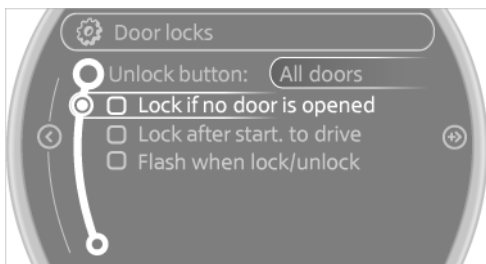 Door locks
Unlock button: All doors
Lock if no door is opened
Lock after start. to drive
Flash when lock/unlock